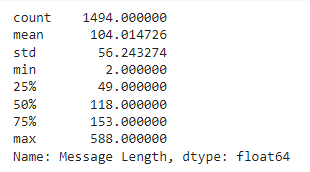 count    1494.000000
mean      104.014726
std        56.243274
min         2.000000
25%        49.000000
50%       118.000000
75%       153.000000
max       588.000000
Name: Message Length, dtype: float64